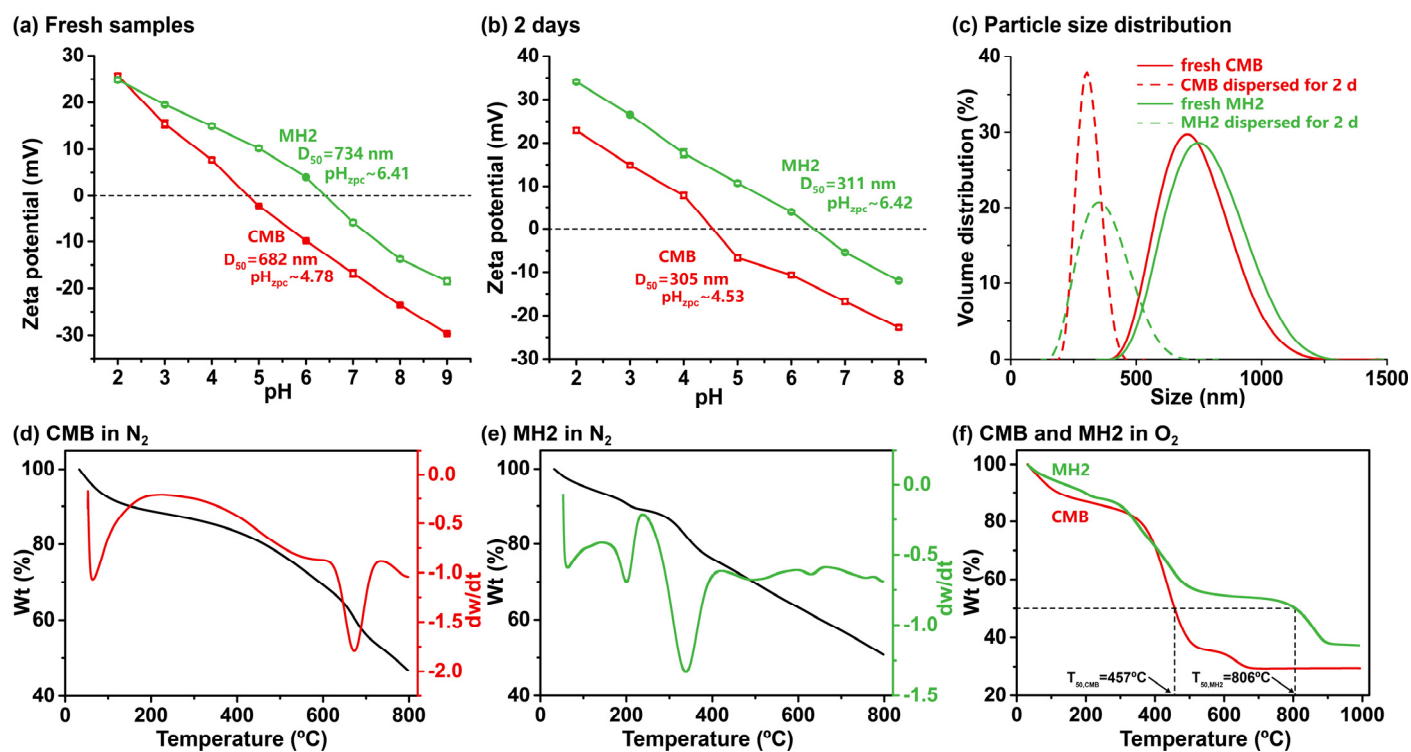 (a) Fresh samples
30
20
10
0
-10
-20
-30
Zeta potential (mV)
MH2
D50=734 nm
pHzpc~6.41
CMB
D50=682 nm
pHzpc~4.78
2 3 4 5 6 7 8 9
pH
(b) 2 days
50
40
30
20
10
0
-10
-20
-30
Zeta potential (mV)
MH2
D50=311 nm
pHzpc~6.42
CMB
D50=305 nm
pHzpc~4.53
2 3 4 5 6 7 8
pH
(c) Particle size distribution
40
30
20
10
0
Volume distribution (%)
fresh CMB
CMB dispersed for 2 d
fresh MH2
MH2 dispersed for 2 d
0 500 1000 1500
Size (nm)
(d) CMB in N2
100
80
60
40
Wt (%)
0.0
-0.5
-1.0
-1.5
-2.0
dw/dt
0 200 400 600 800
Temperature (ºC)
(e) MH2 in N2
100
80
60
40
Wt (%)
0.0
-0.5
-1.0
-1.5
dw/dt
0 200 400 600 800
Temperature (ºC)
(f) CMB and MH2 in O2
100
80
60
40
20
Wt (%)
MH2
CMB
T50,CMB=457ºC
T50,MH2=806ºC
0 200 400 600 800 1000
Temperature (ºC)